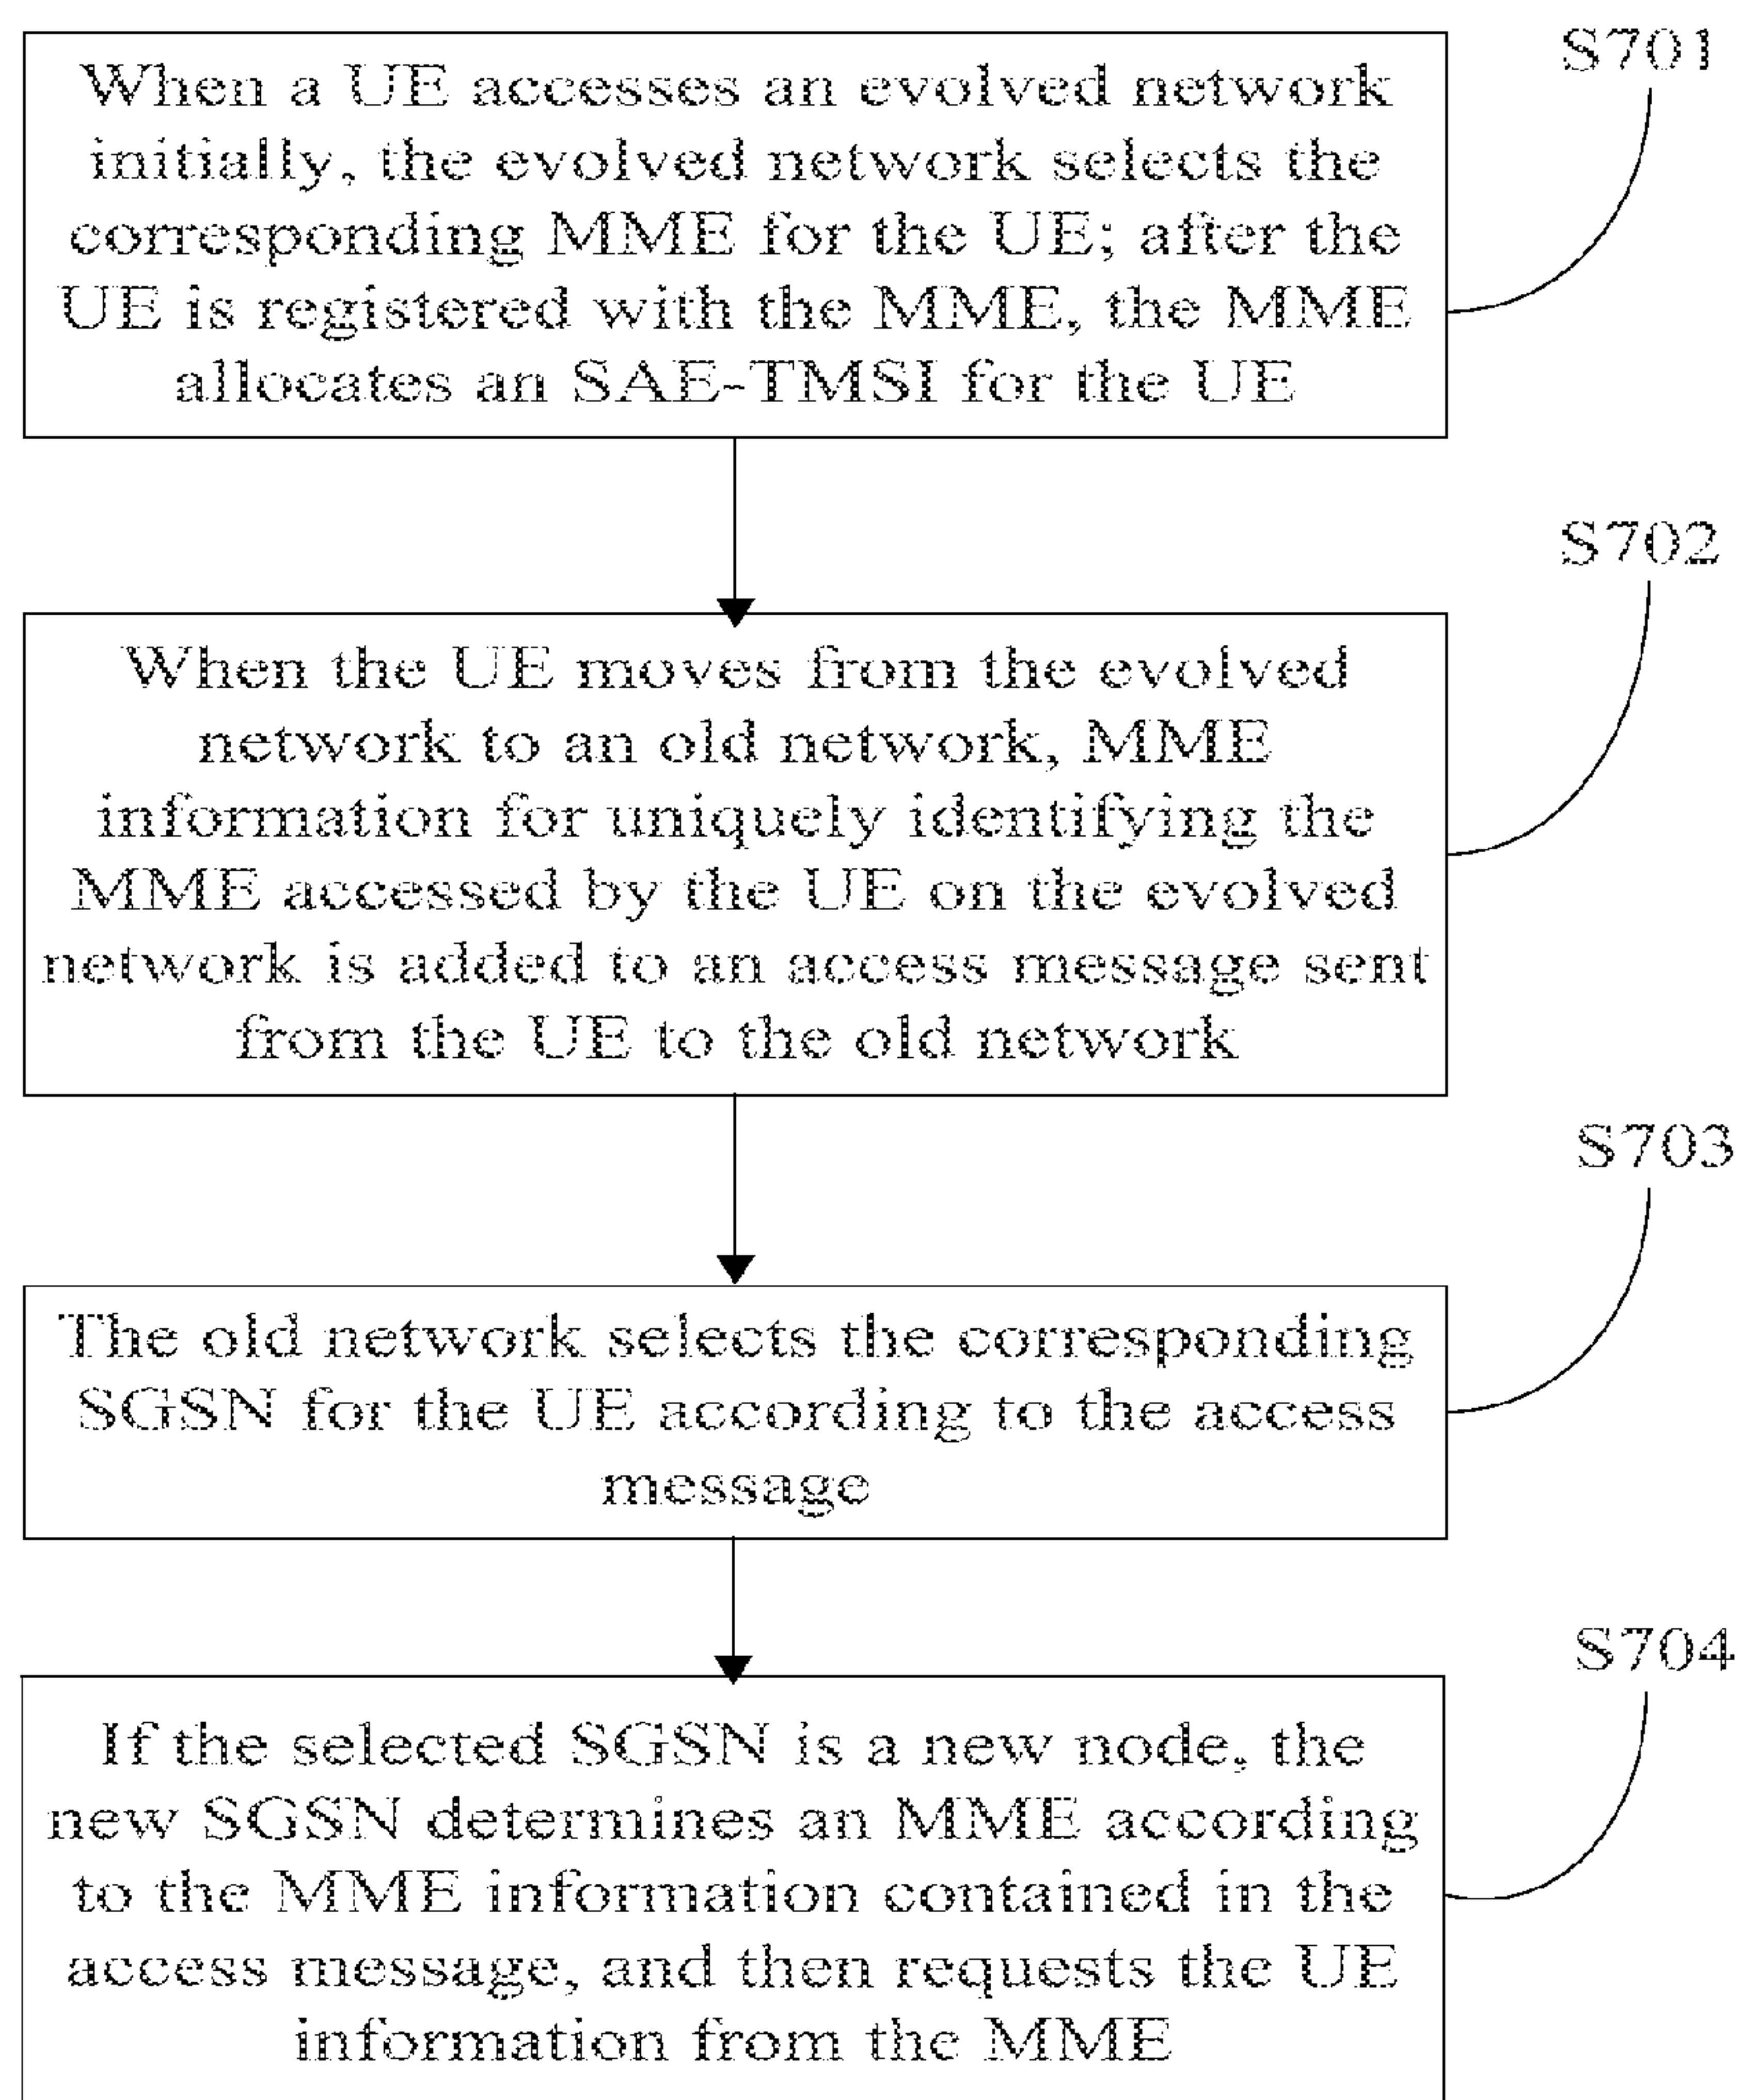 S701
When a UE accesses an evolved network
initially, the evolved network selects the
corresponding MME for the UE; after the
UE is registered with the MME, the MME
allocates an SAE-TMSI for the UE
S702
When the UE moves from the evolved
network to an old network, MME
information for uniquely identifying the
MME accessed by the UE on the evolved
network is added to an access message sent
from the UE to the old network
S703
The old network selects the corresponding
SGSN for the UE according to the access
message
S704
If the selected SGSN is a new node, the
new SGSN determines an MME according
to the MME information contained in the
access message, and then requests the UE
information from the MME